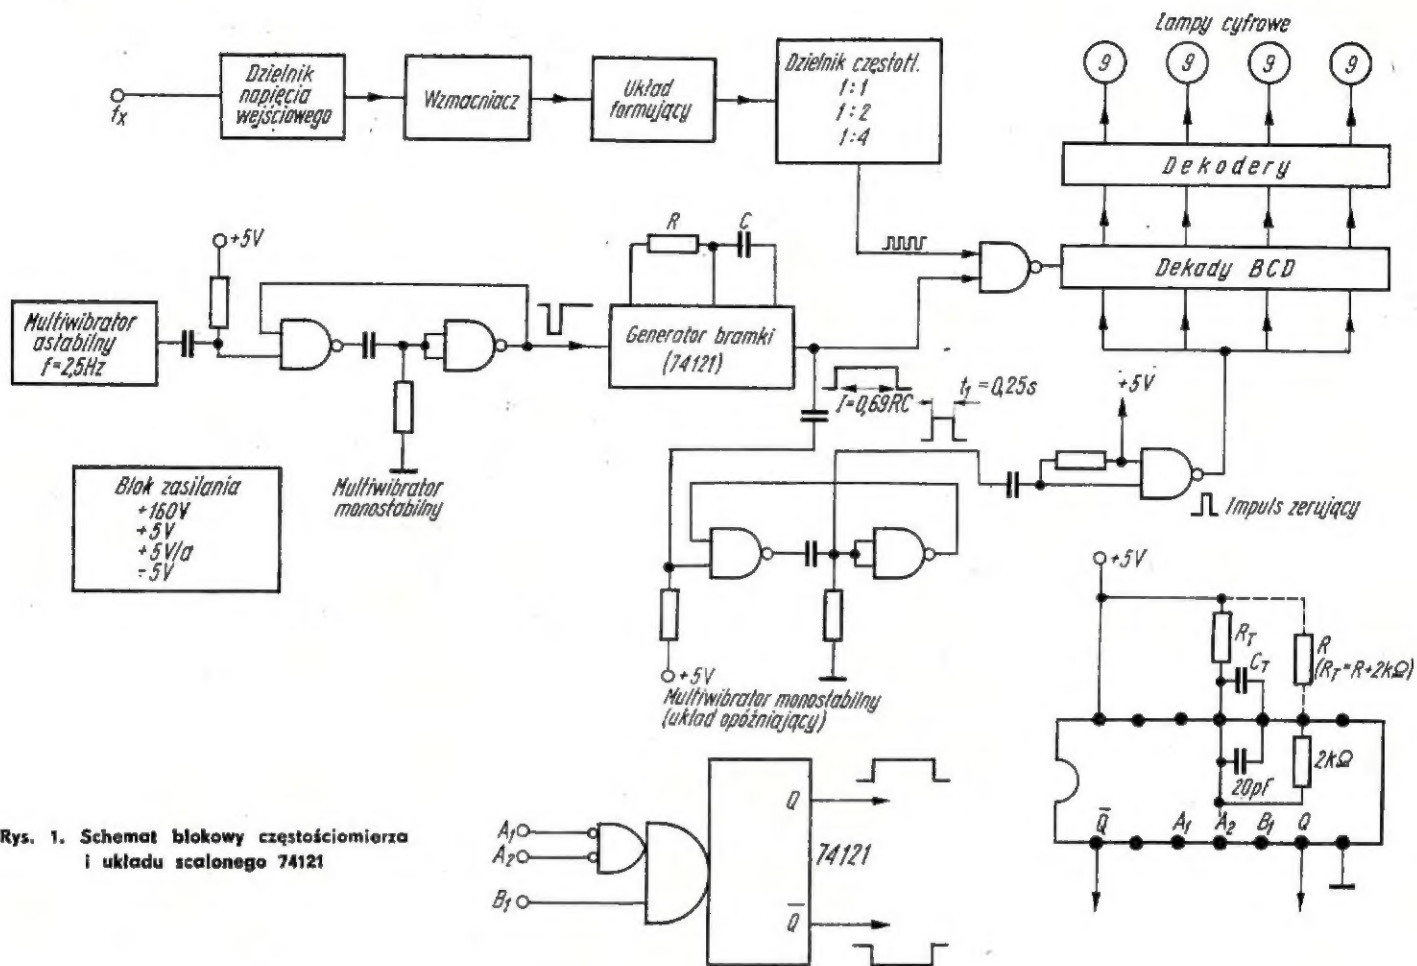 Lampy cyfrowe
9 9 9 9
fx
Dzielnik
napięcia
wejściowego
Wzmacniacz
Układ
formujący
Dzielnik częstotl.
1:1
1:2
1:4
Dekodery
Dekady BCD
+5V
R
C
Multiwibrator
astabilny
f=2,5Hz
Generator bramki
(74121)
I=0,69RC
t₁=0,25s
+5V
Multiwibrator
monostabilny
Blok zasilania
+160V
+5V
+5V/a
-5V
Impuls zerujący
+5V
Multiwibrator monostabilny
(układ opóźniający)
+5V
R_T
C_T
R
(R_T=R+2kΩ)
20pF
2kΩ
Q̅
A₁
A₂
B₁
Q
Rys. 1. Schemat blokowy częstościomierza
i układu scalonego 74121
A₁
A₂
B₁
Q
Q̅
74121